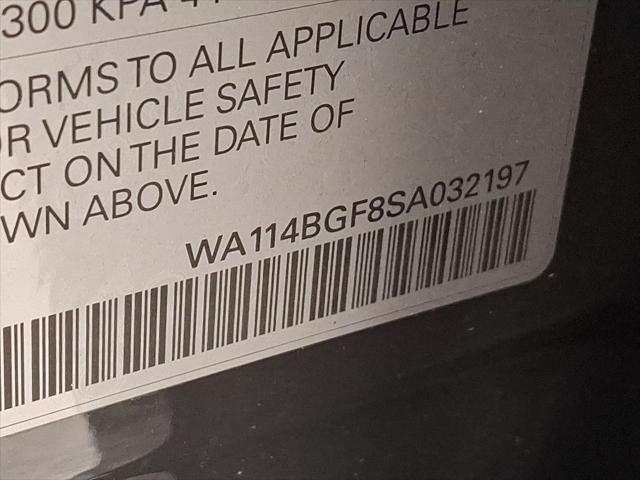 300 KPA
ORMS TO ALL APPLICABLE
R VEHICLE SAFETY
CT ON THE DATE OF
WN ABOVE.
WA114BGF8SA032197